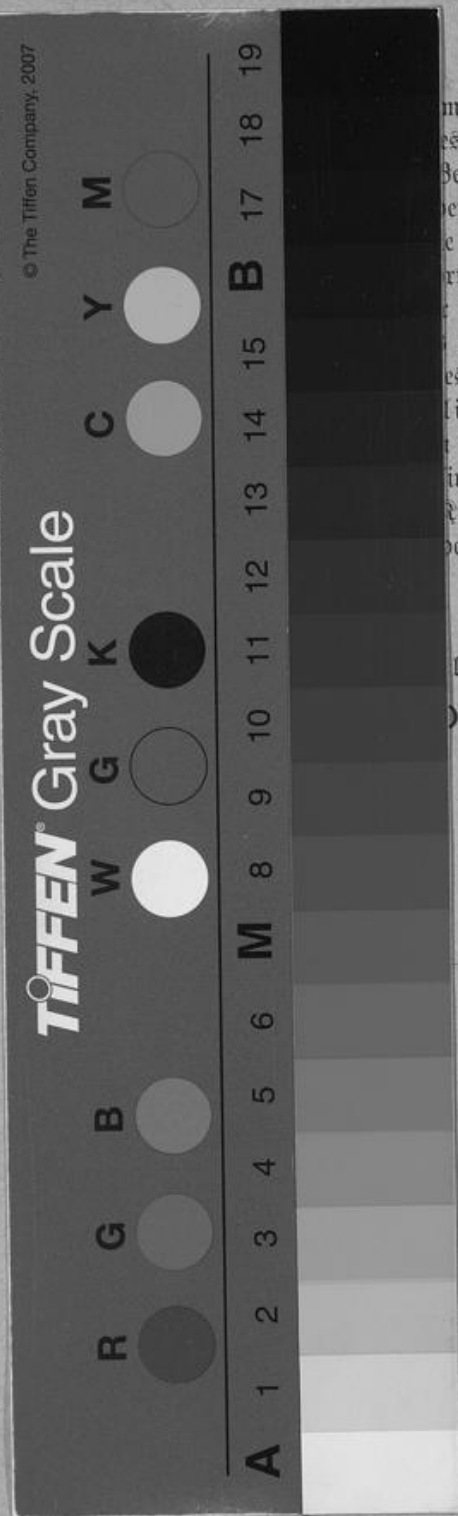 © The Tiffen Company, 2007
TIFFEN® Gray Scale
R G B W G K C Y M
A 1 2 3 4 5 6 M 8 9 10 11 12 13 14 15 B 17 18 19